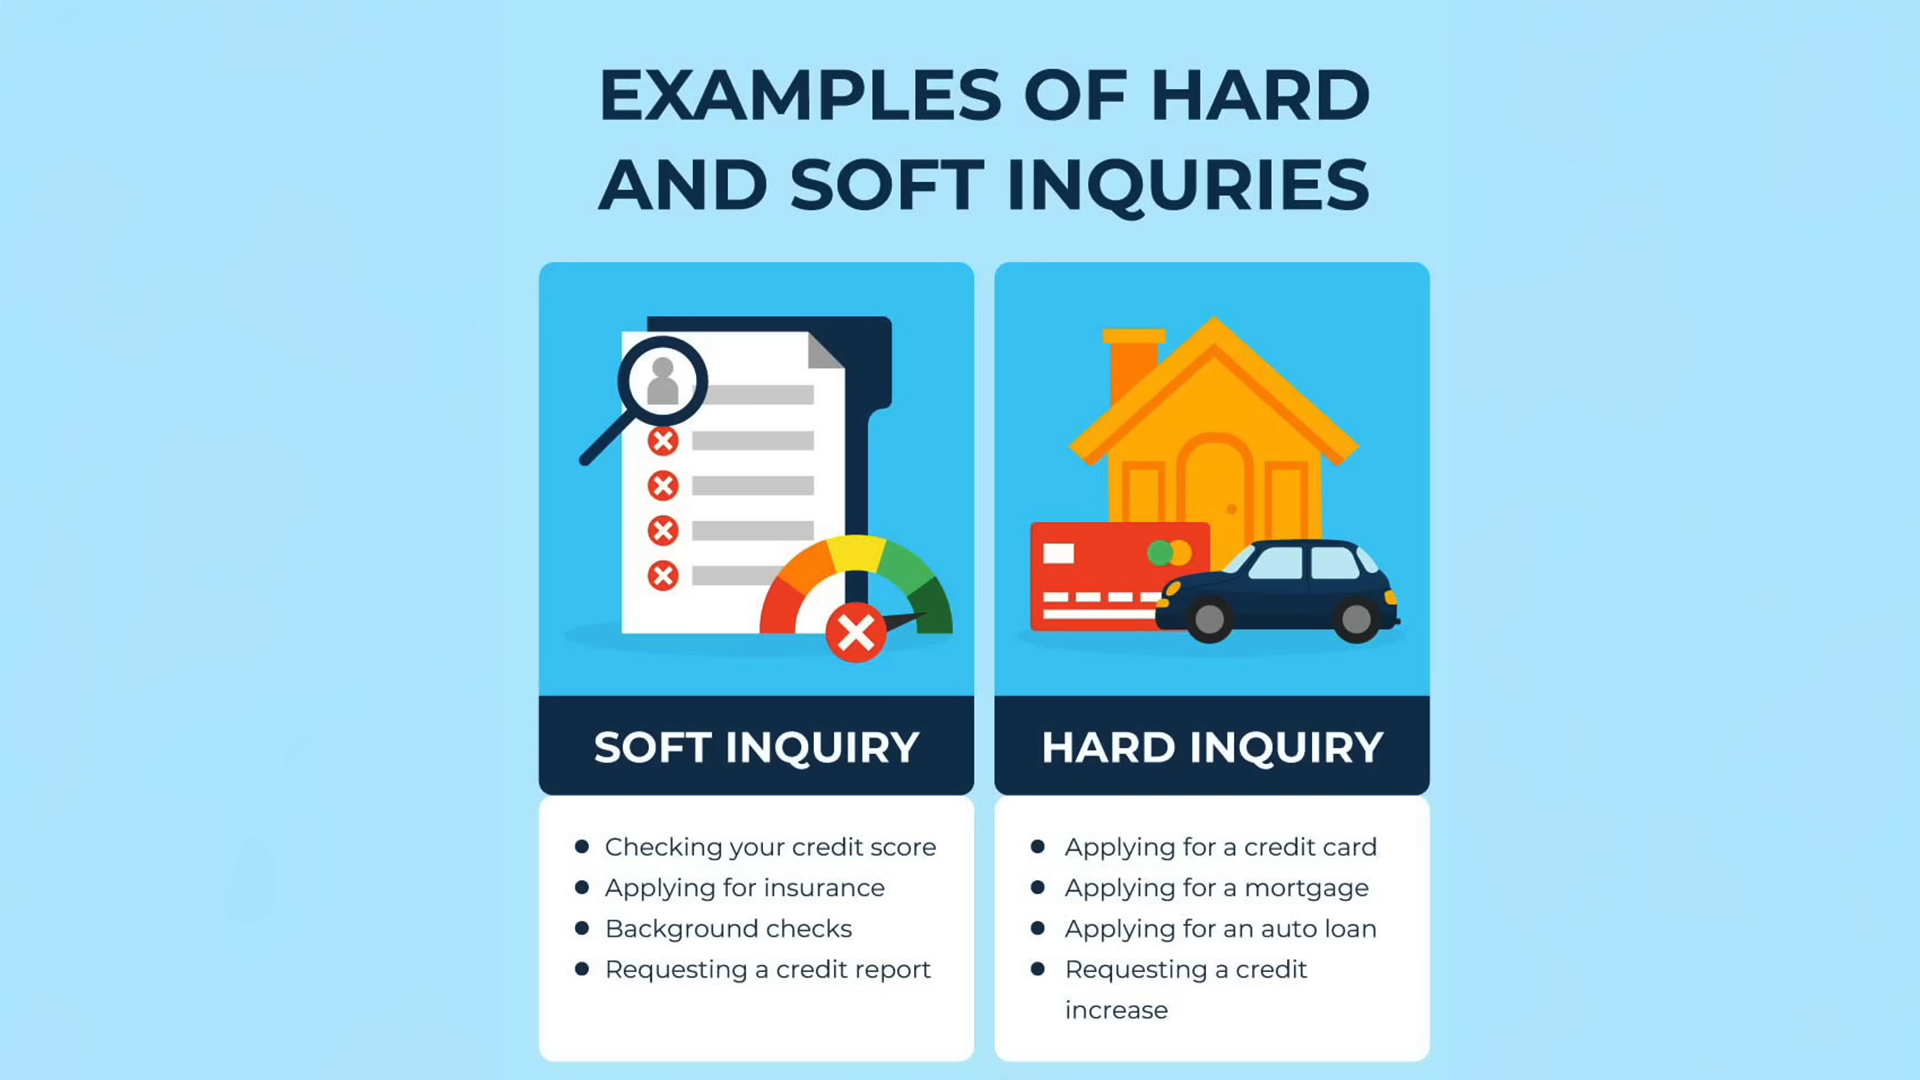 EXAMPLES OF HARD
AND SOFT INQURIES
SOFT INQUIRY
Checking your credit score
Applying for insurance
Background checks
Requesting a credit report
HARD INQUIRY
Applying for a credit card
Applying for a mortgage
Applying for an auto loan
Requesting a credit
increase